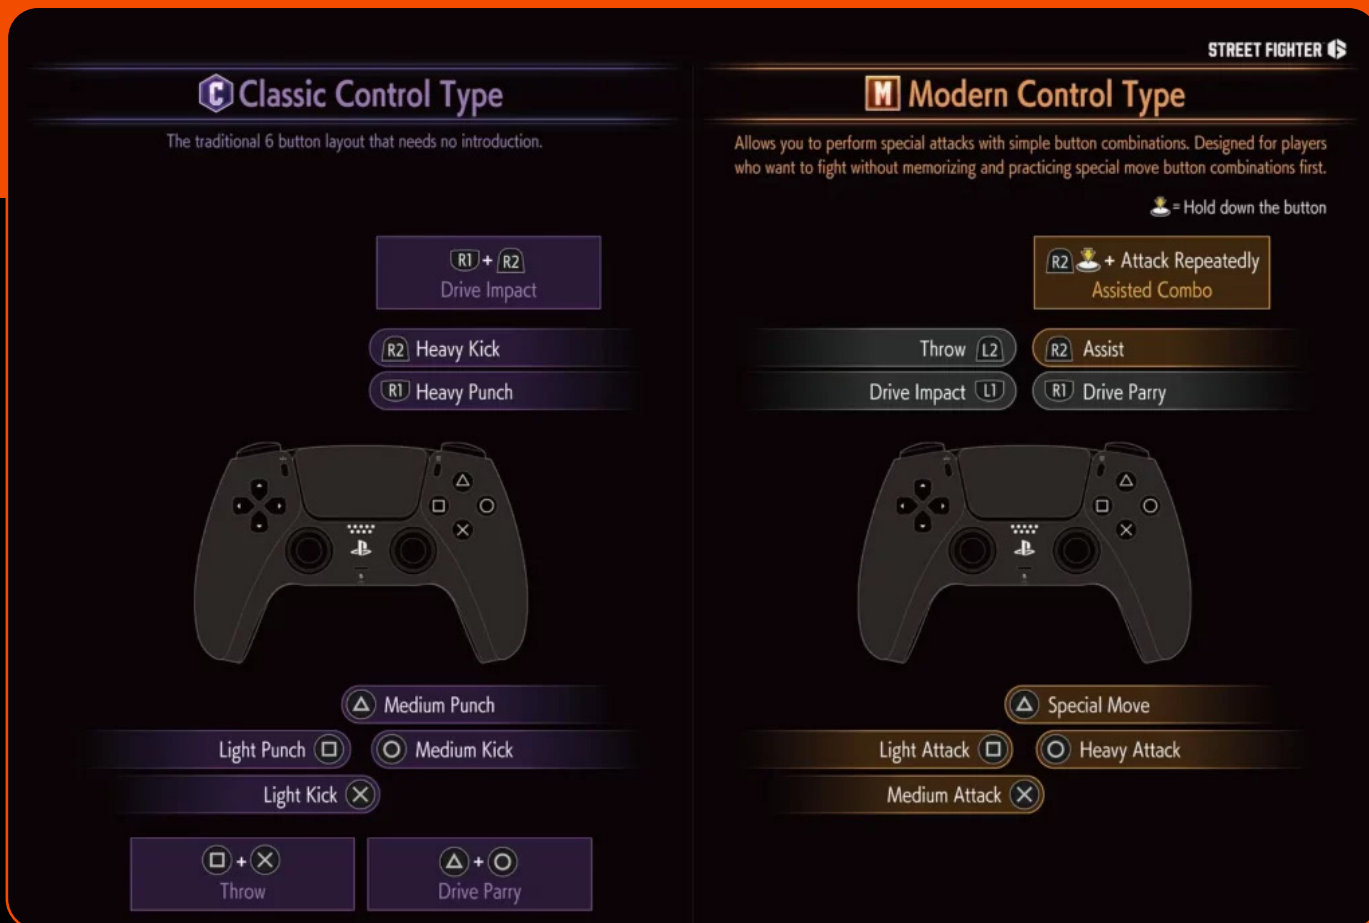 STREET FIGHTER 6
C Classic Control Type
The traditional 6 button layout that needs no introduction.
R1 + R2
Drive Impact
R2 Heavy Kick
R1 Heavy Punch
Medium Punch
Light Punch
Medium Kick
Light Kick
+
Throw
+
Drive Parry
M Modern Control Type
Allows you to perform special attacks with simple button combinations. Designed for players
who want to fight without memorizing and practicing special move button combinations first.
= Hold down the button
R2 + Attack Repeatedly
Assisted Combo
Throw L2
R2 Assist
Drive Impact L1
R1 Drive Parry
Special Move
Light Attack
Heavy Attack
Medium Attack